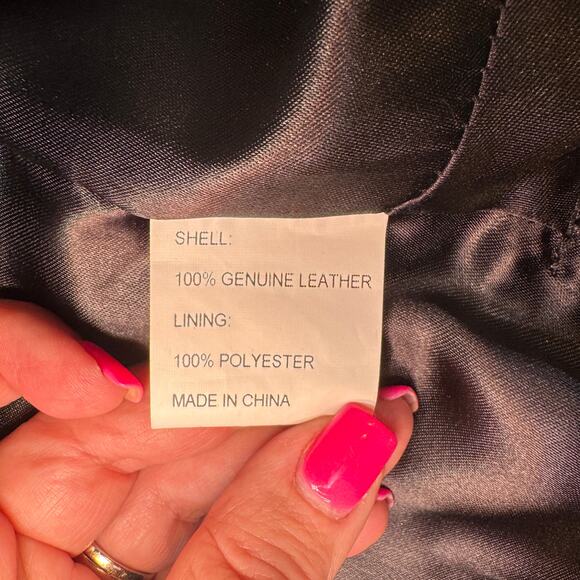 SHELL:
100% GENUINE LEATHER
LINING:
100% POLYESTER
MADE IN CHINA